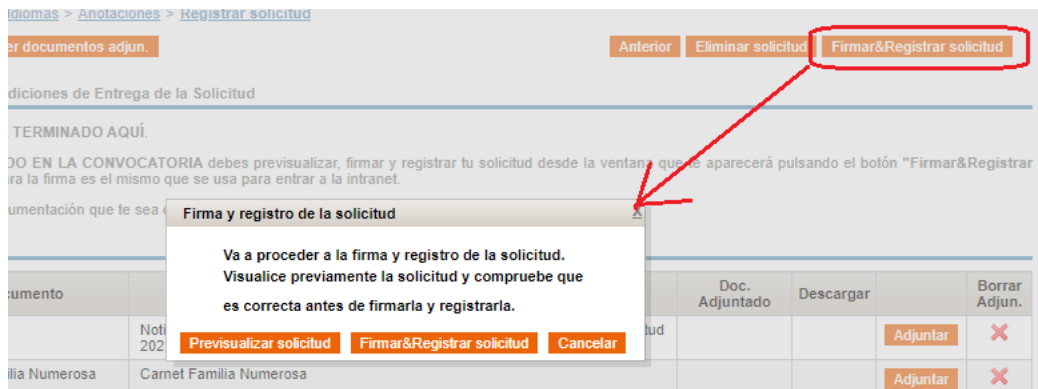 Idiomas > Anotaciones > Registrar solicitud
er documentos adjun.
Anterior
Eliminar solicitud
Firmar&Registrar solicitud
diciones de Entrega de la Solicitud
TERMINADO AQUÍ.
DO EN LA CONVOCATORIA debes previsualizar, firmar y registrar tu solicitud desde la ventana que te aparecerá pulsando el botón "Firmar&Registrar
ra la firma es el mismo que se usa para entrar a la intranet.
umentación que te sea
Firma y registro de la solicitud
X
Va a proceder a la firma y registro de la solicitud.
Visualice previamente la solicitud y compruebe que
es correcta antes de firmarla y registrarla.
Previsualizar solicitud
Firmar&Registrar solicitud
Cancelar
cumento
Doc.
Adjuntado
Descargar
Borrar
Adjun.
Noti
202
tud
Adjuntar
ilia Numerosa
Carnet Familia Numerosa
Adjuntar